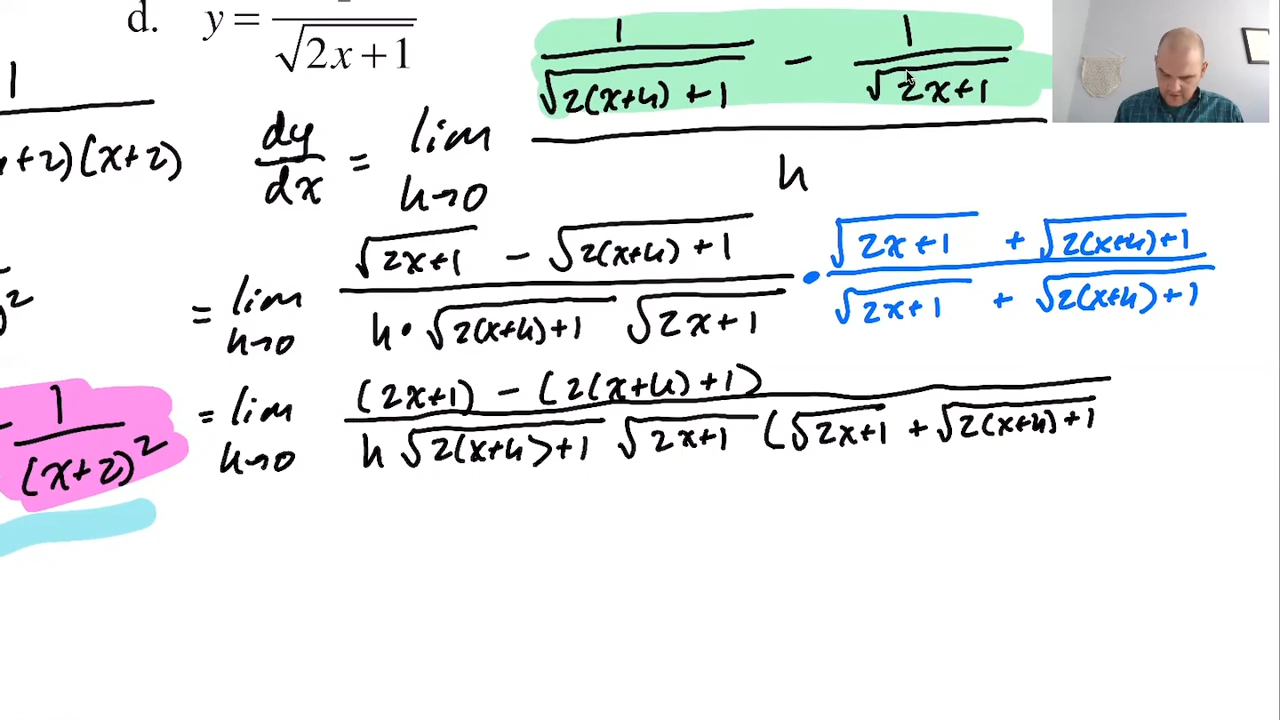 d. y = 1/√(2x+1)
1/(x+2)(x+2)
dy/dx = lim h→0 (1/√(2(x+h)+1) − 1/√(2x+1)) / h
= lim h→0 (√(2x+1) − √(2(x+h)+1)) / (h • √(2(x+h)+1) √(2x+1)) • (√(2x+1) + √(2(x+h)+1)) / (√(2x+1) + √(2(x+h)+1))
− 1/(x+2)²
= lim h→0 ((2x+1) − (2(x+h)+1)) / (h √(2(x+h)+1) √(2x+1) (√(2x+1) + √(2(x+h)+1)